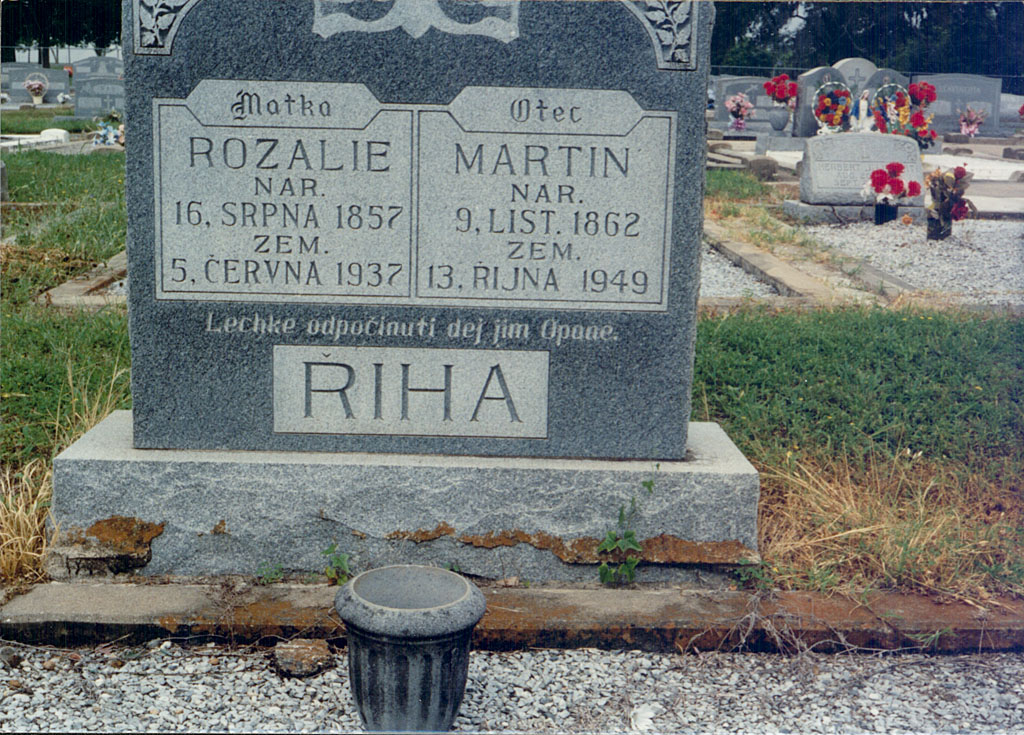 Matka
ROZALIE
NAR.
16, SRPNA 1857
ZEM.
5, ČERVNA 1937
Otec
MARTIN
NAR.
9, LIST. 1862
ZEM.
13, ŘIJNA 1949
Lechke odpočinuti dej jim Opane.
ŘIHA